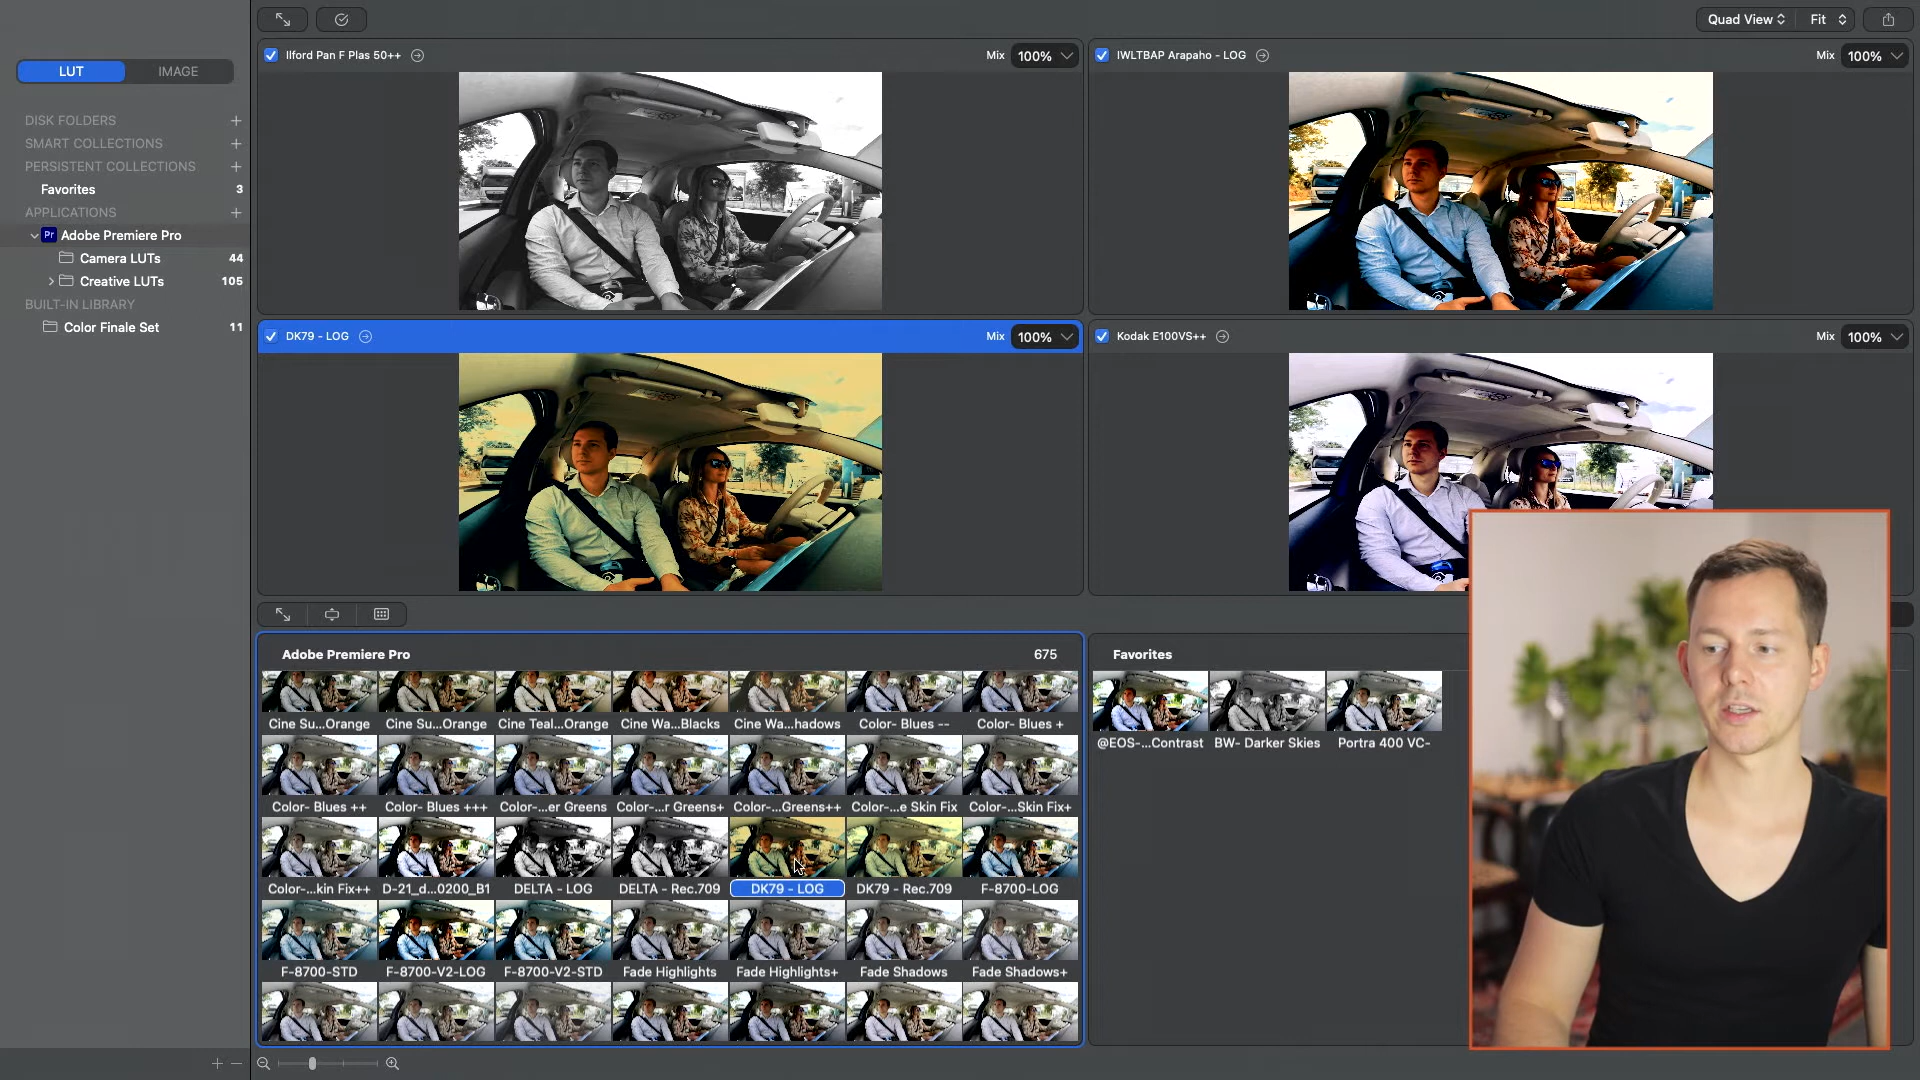 Quad View
Fit
LUT
IMAGE
DISK FOLDERS
SMART COLLECTIONS
PERSISTENT COLLECTIONS
Favorites 3
APPLICATIONS
Pr Adobe Premiere Pro
Camera LUTs 44
Creative LUTs 105
BUILT-IN LIBRARY
Color Finale Set 11
Ilford Pan F Plas 50++
Mix 100%
IWLTBAP Arapaho - LOG
Mix 100%
DK79 - LOG
Mix 100%
Kodak E100VS++
Mix 100%
Adobe Premiere Pro 675
Cine Su...Orange
Cine Su...Orange
Cine Teal...Orange
Cine Wa...Blacks
Cine Wa...hadows
Color- Blues --
Color- Blues +
Color- Blues ++
Color- Blues +++
Color-...er Greens
Color-...r Greens+
Color-...Greens++
Color-...e Skin Fix
Color-...Skin Fix+
Color-...kin Fix++
D-21_d...0200_B1
DELTA - LOG
DELTA - Rec.709
DK79 - LOG
DK79 - Rec.709
F-8700-LOG
F-8700-STD
F-8700-V2-LOG
F-8700-V2-STD
Fade Highlights
Fade Highlights+
Fade Shadows
Fade Shadows+
Favorites
@EOS-...Contrast
BW- Darker Skies
Portra 400 VC-